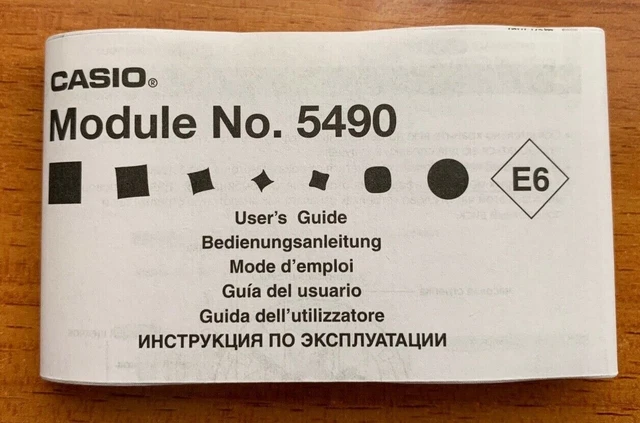 CASIO®
Module No. 5490
E6
User's Guide
Bedienungsanleitung
Mode d'emploi
Guía del usuario
Guida dell'utilizzatore
ИНСТРУКЦИЯ ПО ЭКСПЛУАТАЦИИ